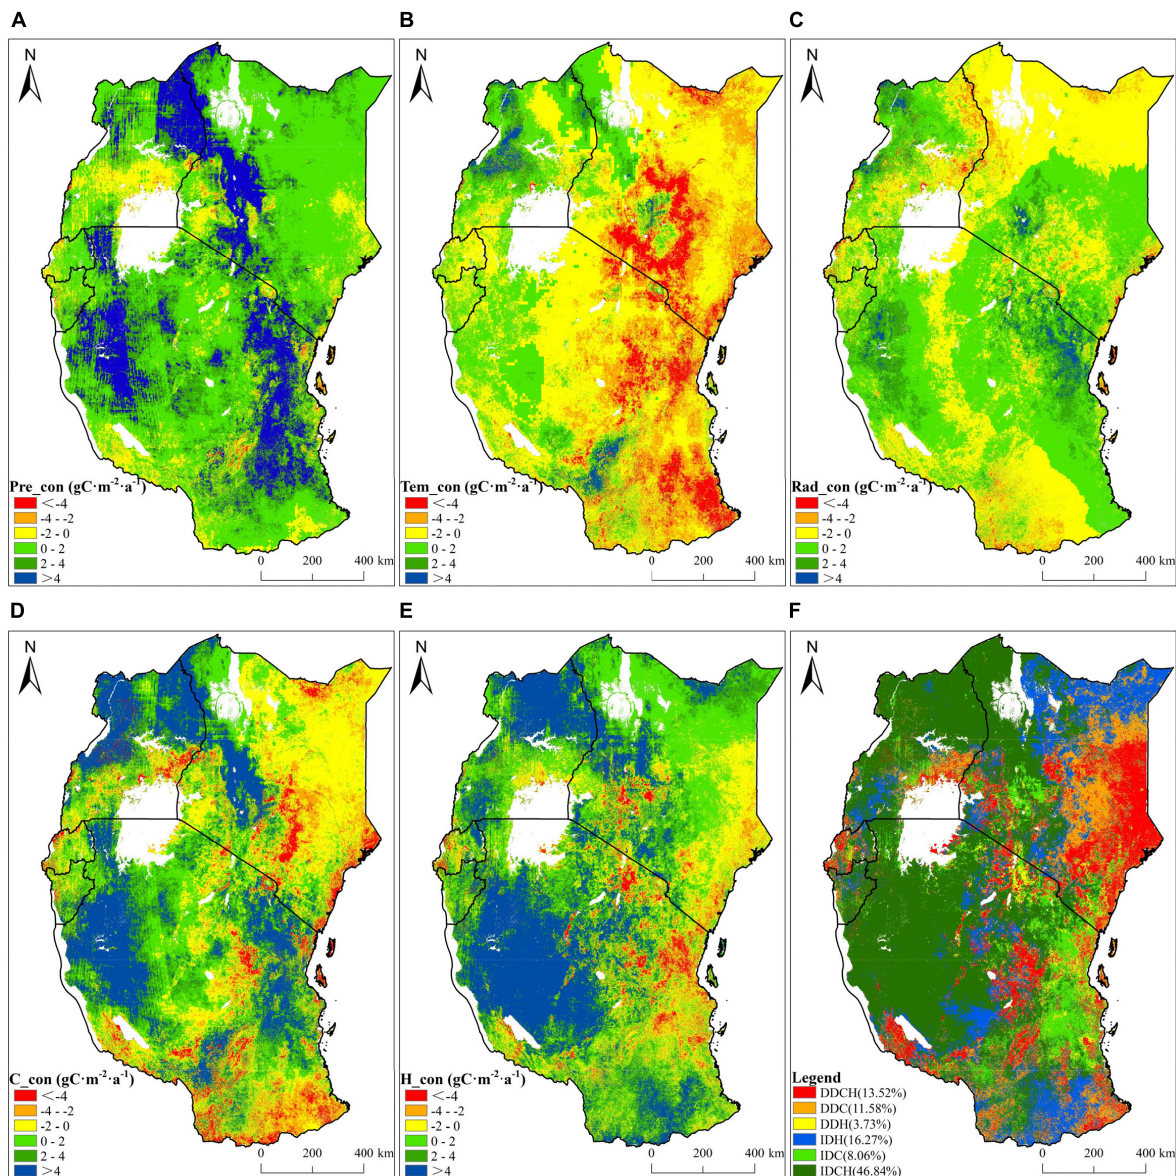 A
B
C
N
N
N
Pre_con (gC·m⁻²·a⁻¹)
<-4
-4 - -2
-2 - 0
0 - 2
2 - 4
>4
0 200 400 km
Tem_con (gC·m⁻²·a⁻¹)
<-4
-4 - -2
-2 - 0
0 - 2
2 - 4
>4
0 200 400 km
Rad_con (gC·m⁻²·a⁻¹)
<-4
-4 - -2
-2 - 0
0 - 2
2 - 4
>4
0 200 400 km
D
E
F
N
N
N
C_con (gC·m⁻²·a⁻¹)
<-4
-4 - -2
-2 - 0
0 - 2
2 - 4
>4
0 200 400 km
H_con (gC·m⁻²·a⁻¹)
<-4
-4 - -2
-2 - 0
0 - 2
2 - 4
>4
0 200 400 km
Legend
DDCH(13.52%)
DDC(11.58%)
DDH(3.73%)
IDH(16.27%)
IDC(8.06%)
IDCH(46.84%)
0 200 400 km